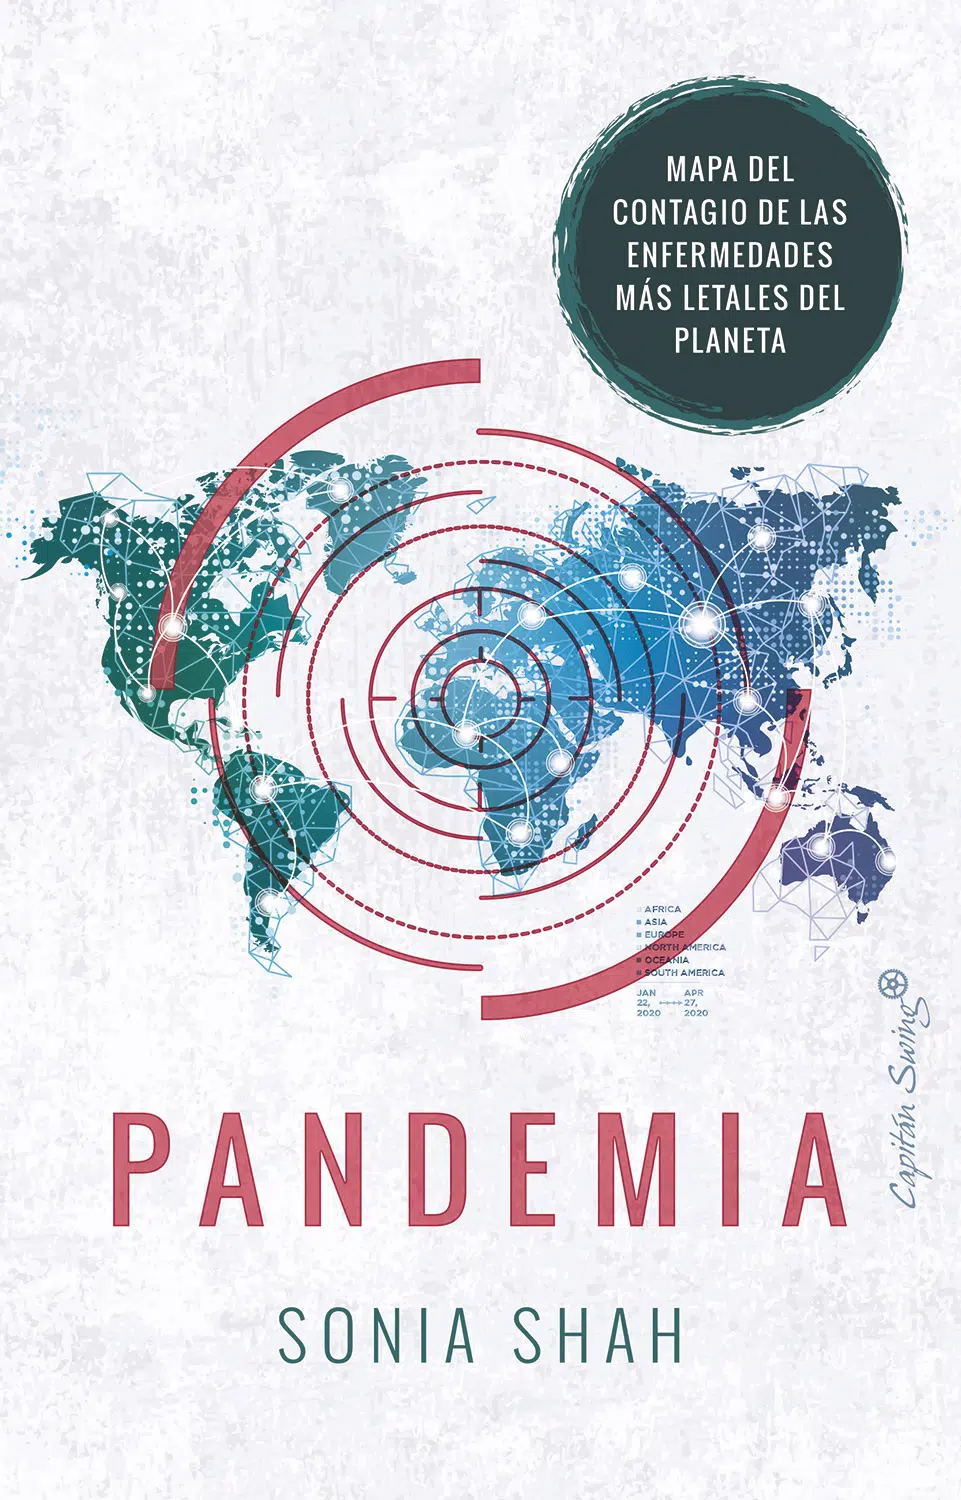 MAPA DEL
CONTAGIO DE LAS
ENFERMEDADES
MÁS LETALES DEL
PLANETA
AFRICA
ASIA
EUROPE
NORTH AMERICA
OCEANIA
SOUTH AMERICA
JAN APR
22, 27,
2020 2020
Capitán Swing
PANDEMIA
SONIA SHAH